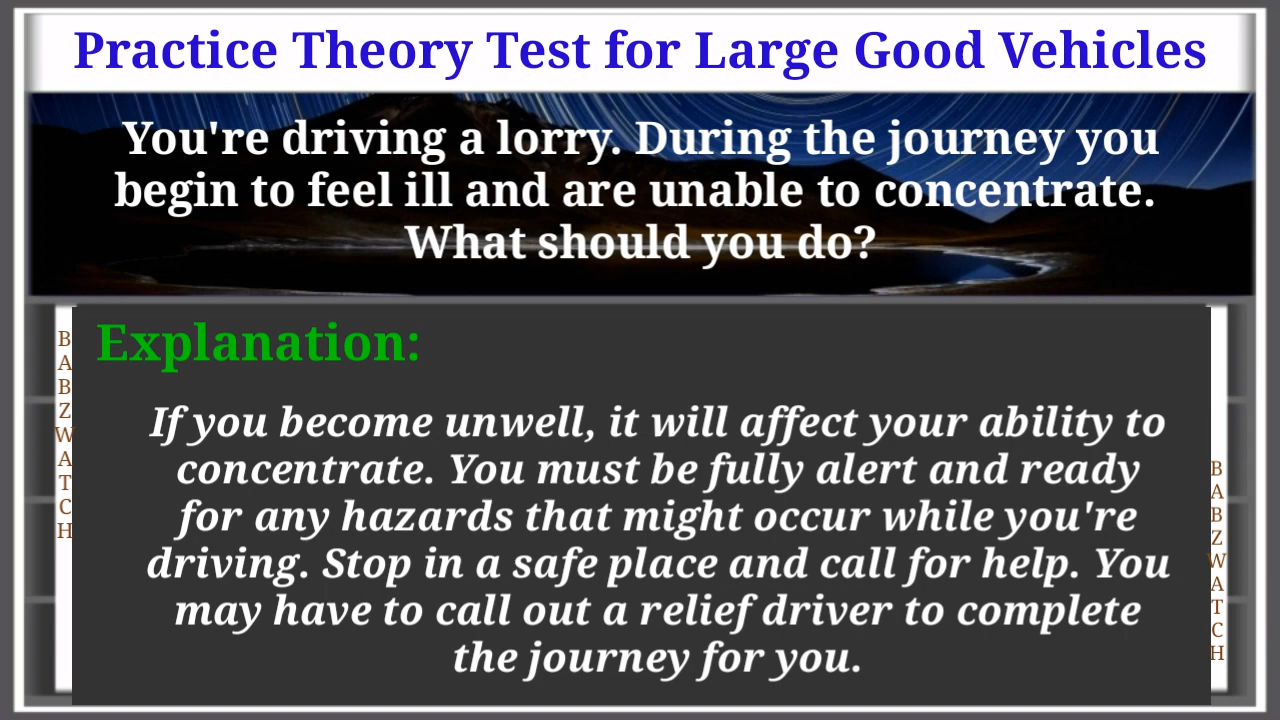 Practice Theory Test for Large Good Vehicles
You're driving a lorry. During the journey you
begin to feel ill and are unable to concentrate.
What should you do?
Explanation:
If you become unwell, it will affect your ability to
concentrate. You must be fully alert and ready
for any hazards that might occur while you're
driving. Stop in a safe place and call for help. You
may have to call out a relief driver to complete
the journey for you.
BABZWATCH
BABZWATCH